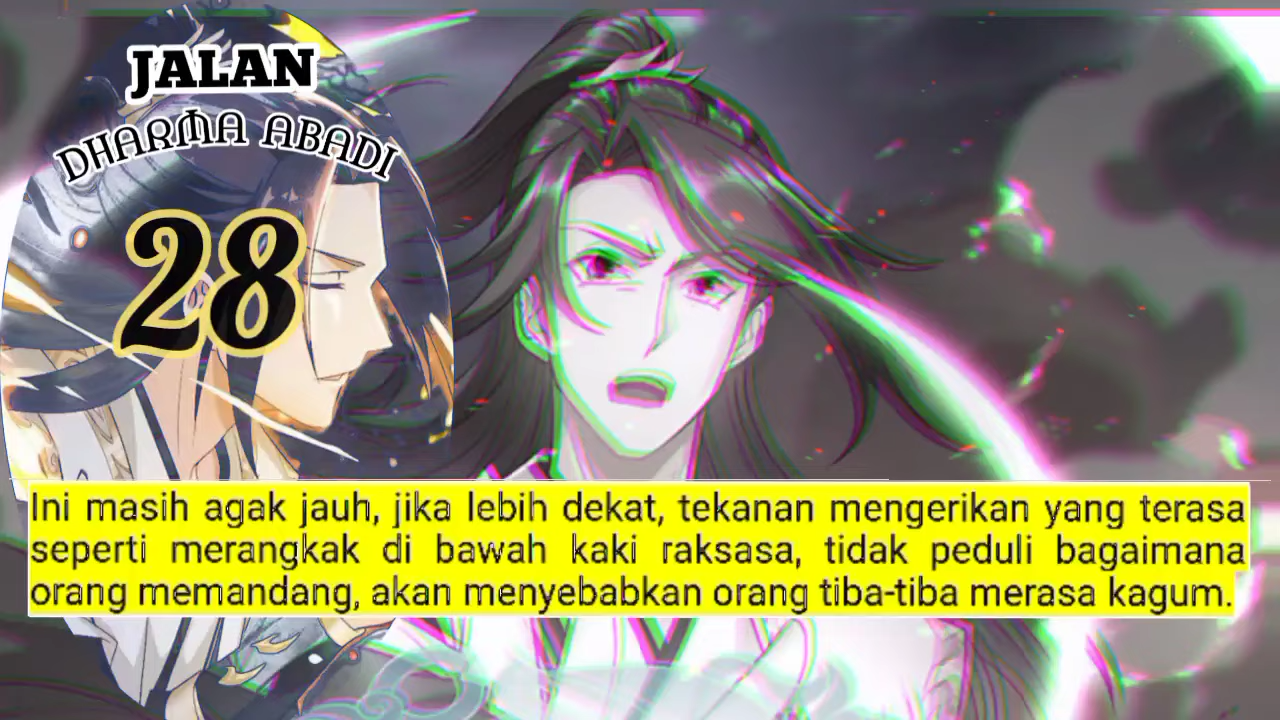 JALAN
DHARMA ABADI
28
Ini masih agak jauh, jika lebih dekat, tekanan mengerikan yang terasa
seperti merangkak di bawah kaki raksasa, tidak peduli bagaimana
orang memandang, akan menyebabkan orang tiba-tiba merasa kagum.